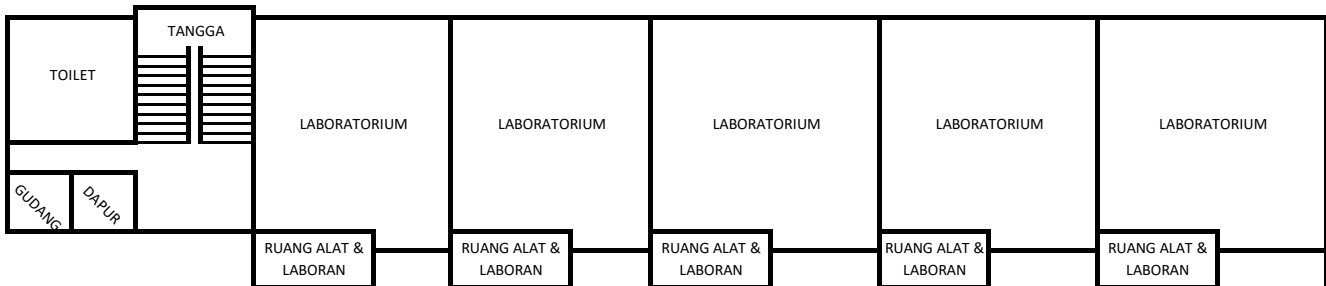 TANGGA
TOILET
LABORATORIUM
LABORATORIUM
LABORATORIUM
LABORATORIUM
LABORATORIUM
GUDANG
DAPUR
RUANG ALAT &
LABORAN
RUANG ALAT &
LABORAN
RUANG ALAT &
LABORAN
RUANG ALAT &
LABORAN
RUANG ALAT &
LABORAN